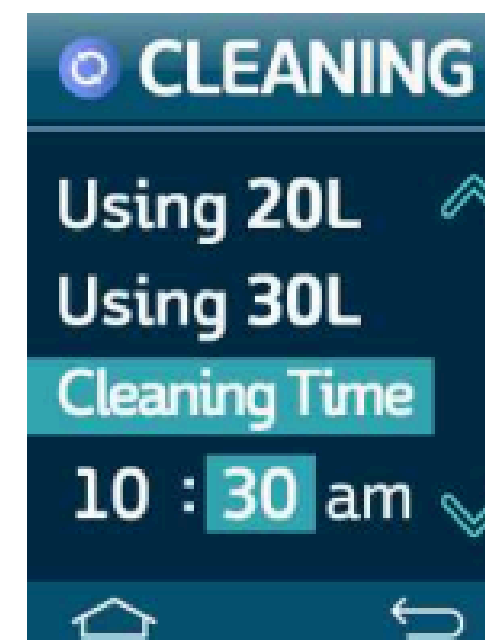 CLEANING
Using 20L
Using 30L
Cleaning Time
10 : 30 am